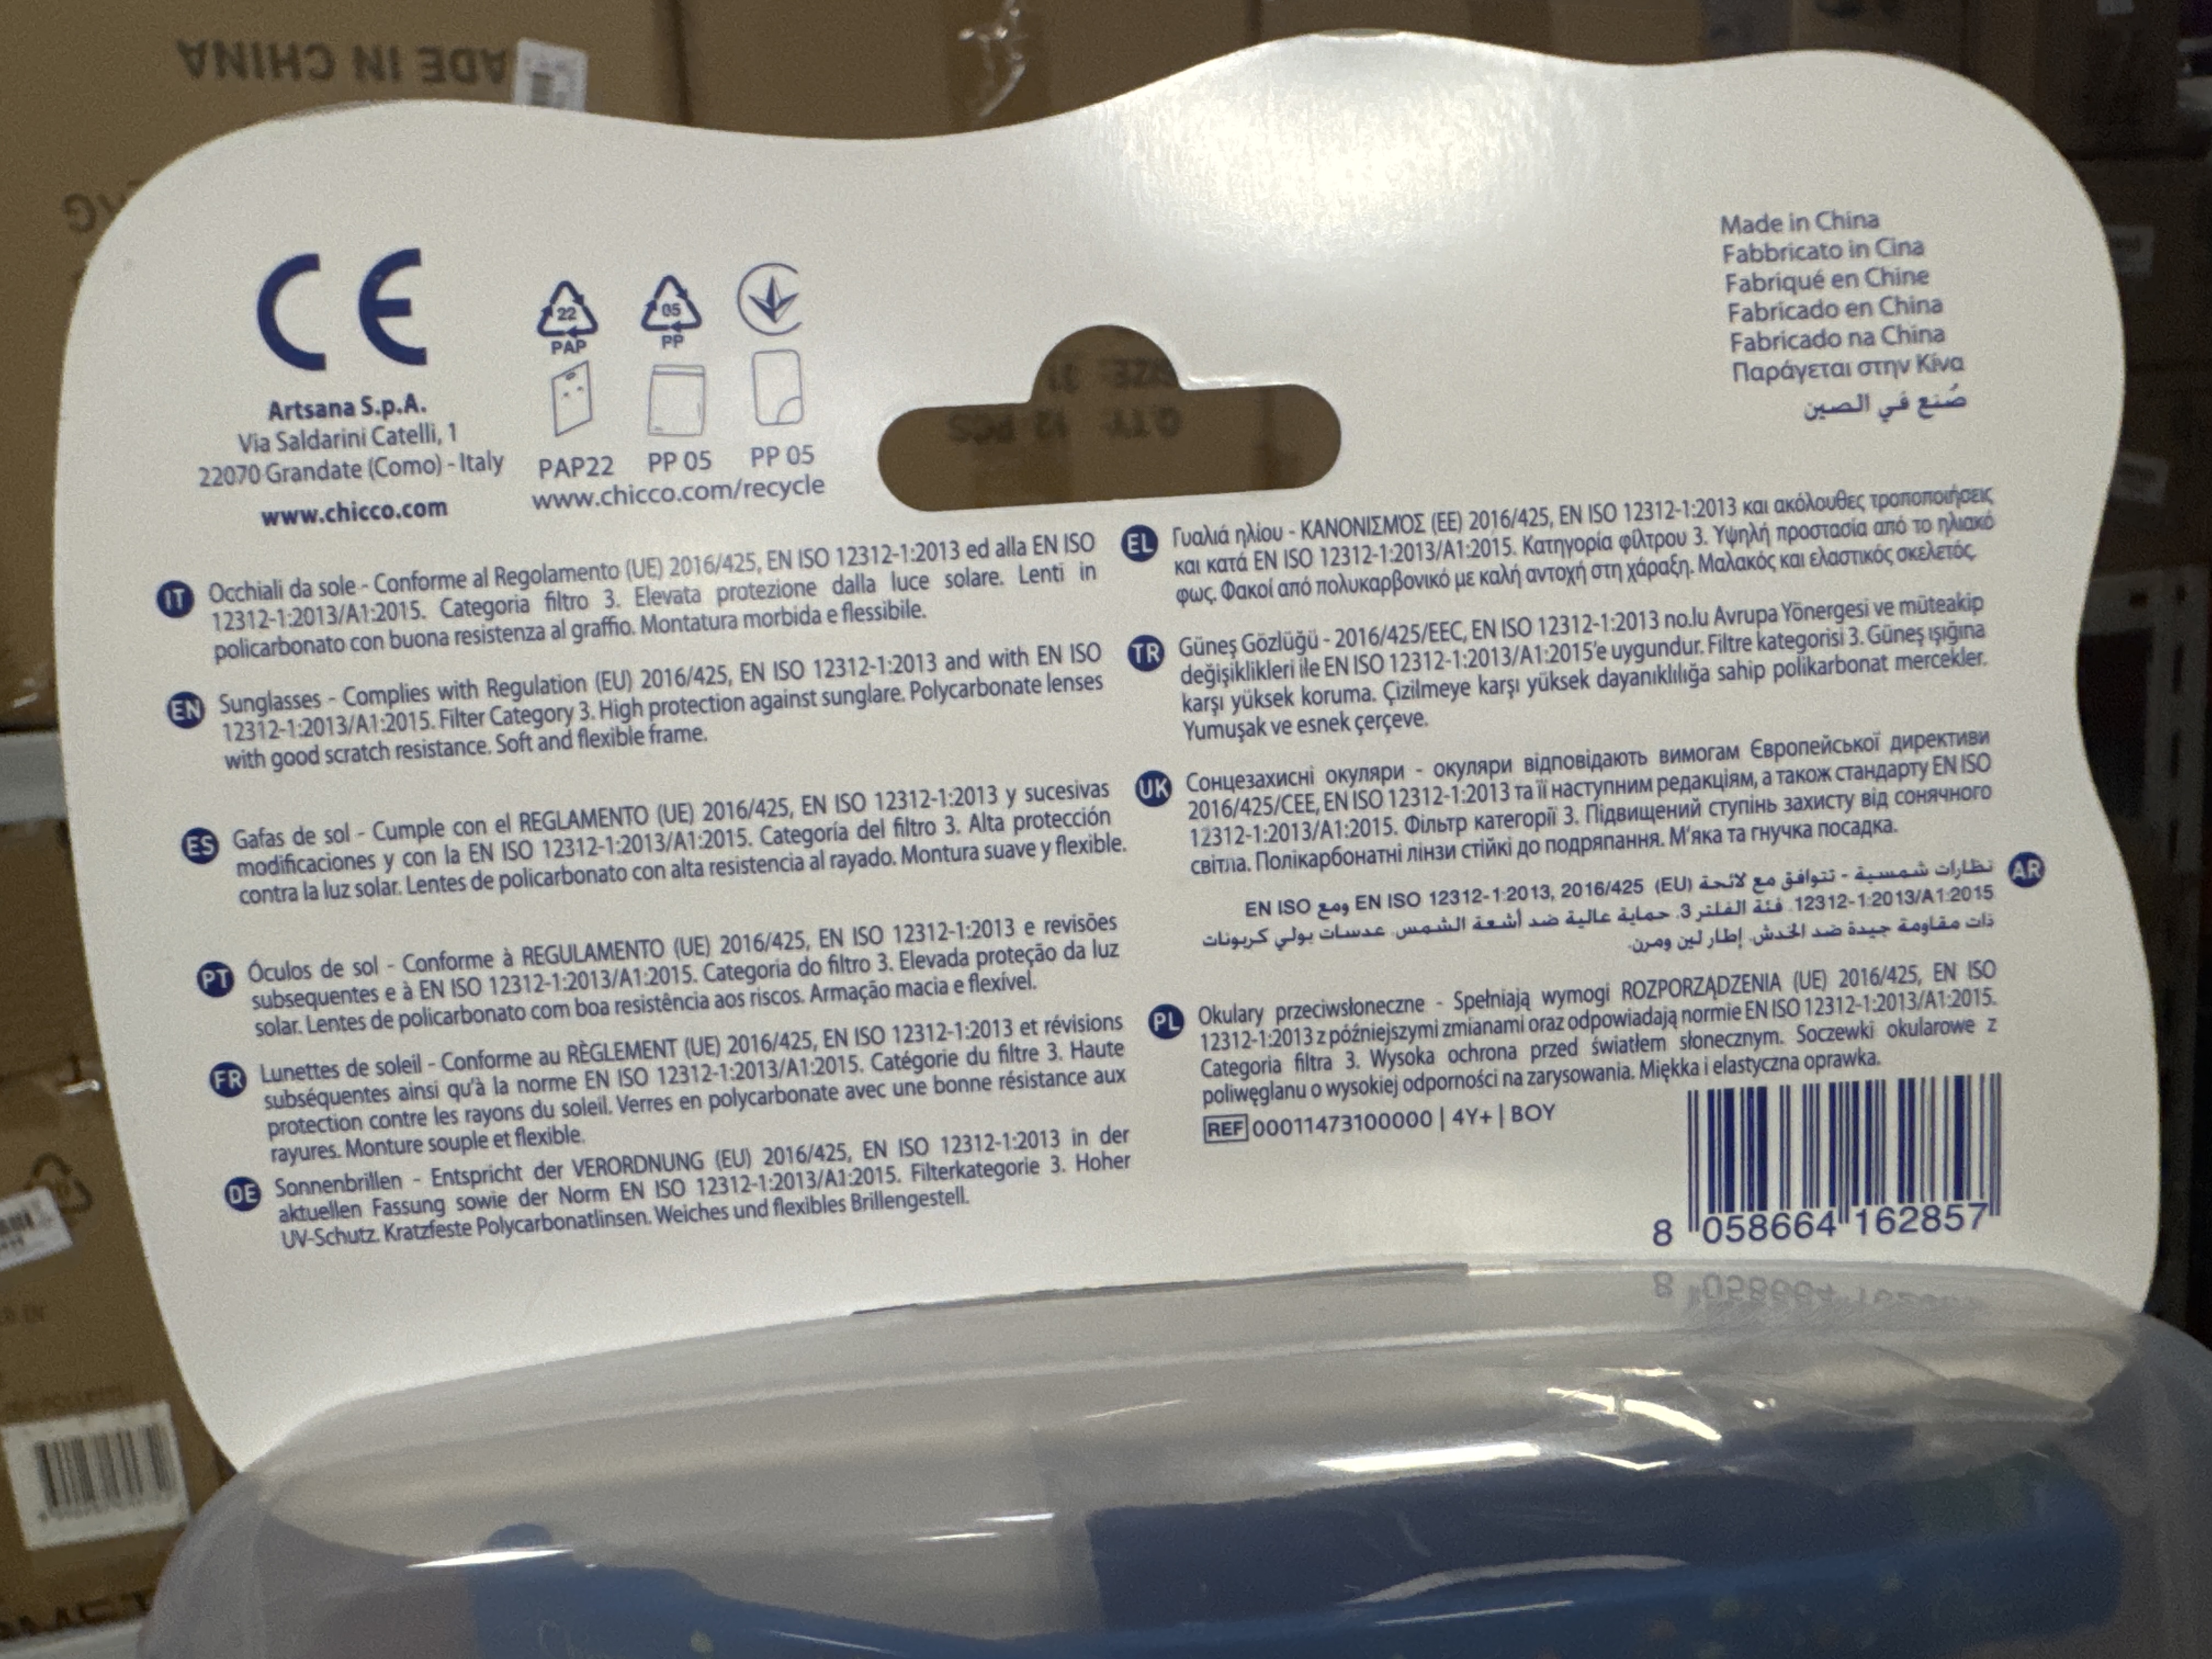 ADE IN CHINA
CE
22
PAP
05
PP
Artsana S.p.A.
Via Saldarini Catelli, 1
22070 Grandate (Como) - Italy
www.chicco.com
PAP22
PP 05
PP 05
www.chicco.com/recycle
QTY: 12 PCS
Made in China
Fabbricato in Cina
Fabriqué en Chine
Fabricado en China
Fabricado na China
Παράγεται στην Κίνα
صُنع في الصين
IT Occhiali da sole - Conforme al Regolamento (UE) 2016/425, EN ISO 12312-1:2013 ed alla EN ISO
12312-1:2013/A1:2015. Categoria filtro 3. Elevata protezione dalla luce solare. Lenti in
policarbonato con buona resistenza al graffio. Montatura morbida e flessibile.
EN Sunglasses - Complies with Regulation (EU) 2016/425, EN ISO 12312-1:2013 and with EN ISO
12312-1:2013/A1:2015. Filter Category 3. High protection against sunglare. Polycarbonate lenses
with good scratch resistance. Soft and flexible frame.
ES Gafas de sol - Cumple con el REGLAMENTO (UE) 2016/425, EN ISO 12312-1:2013 y sucesivas
modificaciones y con la EN ISO 12312-1:2013/A1:2015. Categoría del filtro 3. Alta protección
contra la luz solar. Lentes de policarbonato con alta resistencia al rayado. Montura suave y flexible.
PT Óculos de sol - Conforme à REGULAMENTO (UE) 2016/425, EN ISO 12312-1:2013 e revisões
subsequentes e à EN ISO 12312-1:2013/A1:2015. Categoria do filtro 3. Elevada proteção da luz
solar. Lentes de policarbonato com boa resistência aos riscos. Armação macia e flexível.
FR Lunettes de soleil - Conforme au RÈGLEMENT (UE) 2016/425, EN ISO 12312-1:2013 et révisions
subséquentes ainsi qu'à la norme EN ISO 12312-1:2013/A1:2015. Catégorie du filtre 3. Haute
protection contre les rayons du soleil. Verres en polycarbonate avec une bonne résistance aux
rayures. Monture souple et flexible.
DE Sonnenbrillen - Entspricht der VERORDNUNG (EU) 2016/425, EN ISO 12312-1:2013 in der
aktuellen Fassung sowie der Norm EN ISO 12312-1:2013/A1:2015. Filterkategorie 3. Hoher
UV-Schutz. Kratzfeste Polycarbonatlinsen. Weiches und flexibles Brillengestell.
EL Γυαλιά ηλίου - ΚΑΝΟΝΙΣΜΌΣ (ΕΕ) 2016/425, EN ISO 12312-1:2013 και ακόλουθες τροποποιήσεις
και κατά EN ISO 12312-1:2013/A1:2015. Κατηγορία φίλτρου 3. Υψηλή προστασία από το ηλιακό
φως. Φακοί από πολυκαρβονικό με καλή αντοχή στη χάραξη. Μαλακός και ελαστικός σκελετός.
TR Güneş Gözlüğü - 2016/425/EEC, EN ISO 12312-1:2013 no.lu Avrupa Yönergesi ve müteakip
değişiklikleri ile EN ISO 12312-1:2013/A1:2015'e uygundur. Filtre kategorisi 3. Güneş ışığına
karşı yüksek koruma. Çizilmeye karşı yüksek dayanıklılığa sahip polikarbonat mercekler.
Yumuşak ve esnek çerçeve.
UK Сонцезахисні окуляри - окуляри відповідають вимогам Європейської директиви
2016/425/CEE, EN ISO 12312-1:2013 та її наступним редакціям, а також стандарту EN ISO
12312-1:2013/A1:2015. Фільтр категорії 3. Підвищений ступінь захисту від сонячного
світла. Полікарбонатні лінзи стійкі до подряпання. М'яка та гнучка посадка.
AR نظارات شمسية - تتوافق مع لائحة (EU) 2016/425 ,EN ISO 12312-1:2013 ومع EN ISO
12312-1:2013/A1:2015. فئة الفلتر 3. حماية عالية ضد أشعة الشمس. عدسات بولي كربونات
ذات مقاومة جيدة ضد الخدش. إطار لين ومرن.
PL Okulary przeciwsłoneczne - Spełniają wymogi ROZPORZĄDZENIA (UE) 2016/425, EN ISO
12312-1:2013 z późniejszymi zmianami oraz odpowiadają normie EN ISO 12312-1:2013/A1:2015.
Categoria filtra 3. Wysoka ochrona przed światłem słonecznym. Soczewki okularowe z
poliwęglanu o wysokiej odporności na zarysowania. Miękka i elastyczna oprawka.
REF 00011473100000 | 4Y+ | BOY
8 058664 162857